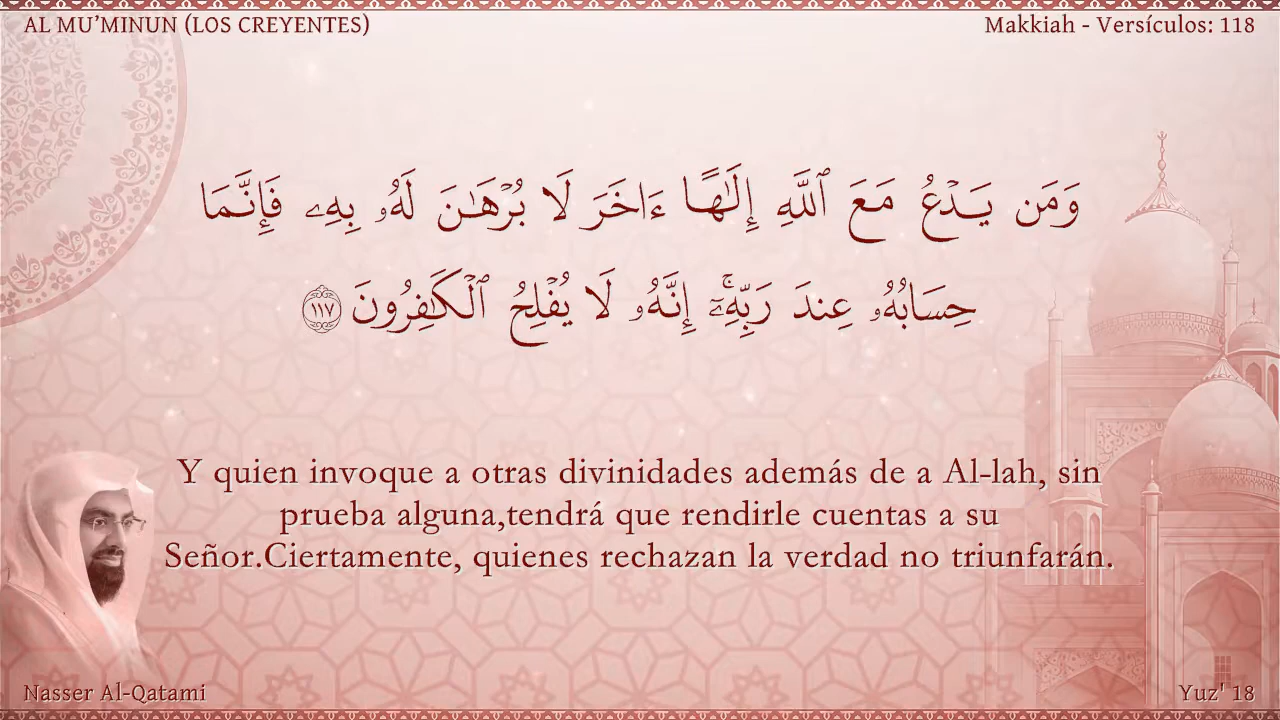 AL MU’MINUN (LOS CREYENTES)
Makkiah - Versículos: 118
وَمَن يَدْعُ مَعَ ٱللَّهِ إِلَـٰهًا ءَاخَرَ لَا بُرْهَـٰنَ لَهُۥ بِهِۦ فَإِنَّمَا
حِسَابُهُۥ عِندَ رَبِّهِۦٓ ۚ إِنَّهُۥ لَا يُفْلِحُ ٱلْكَـٰفِرُونَ ١١٧
Y quien invoque a otras divinidades además de a Al-lah, sin
prueba alguna,tendrá que rendirle cuentas a su
Señor.Ciertamente, quienes rechazan la verdad no triunfarán.
Nasser Al-Qatami
Yuz' 18